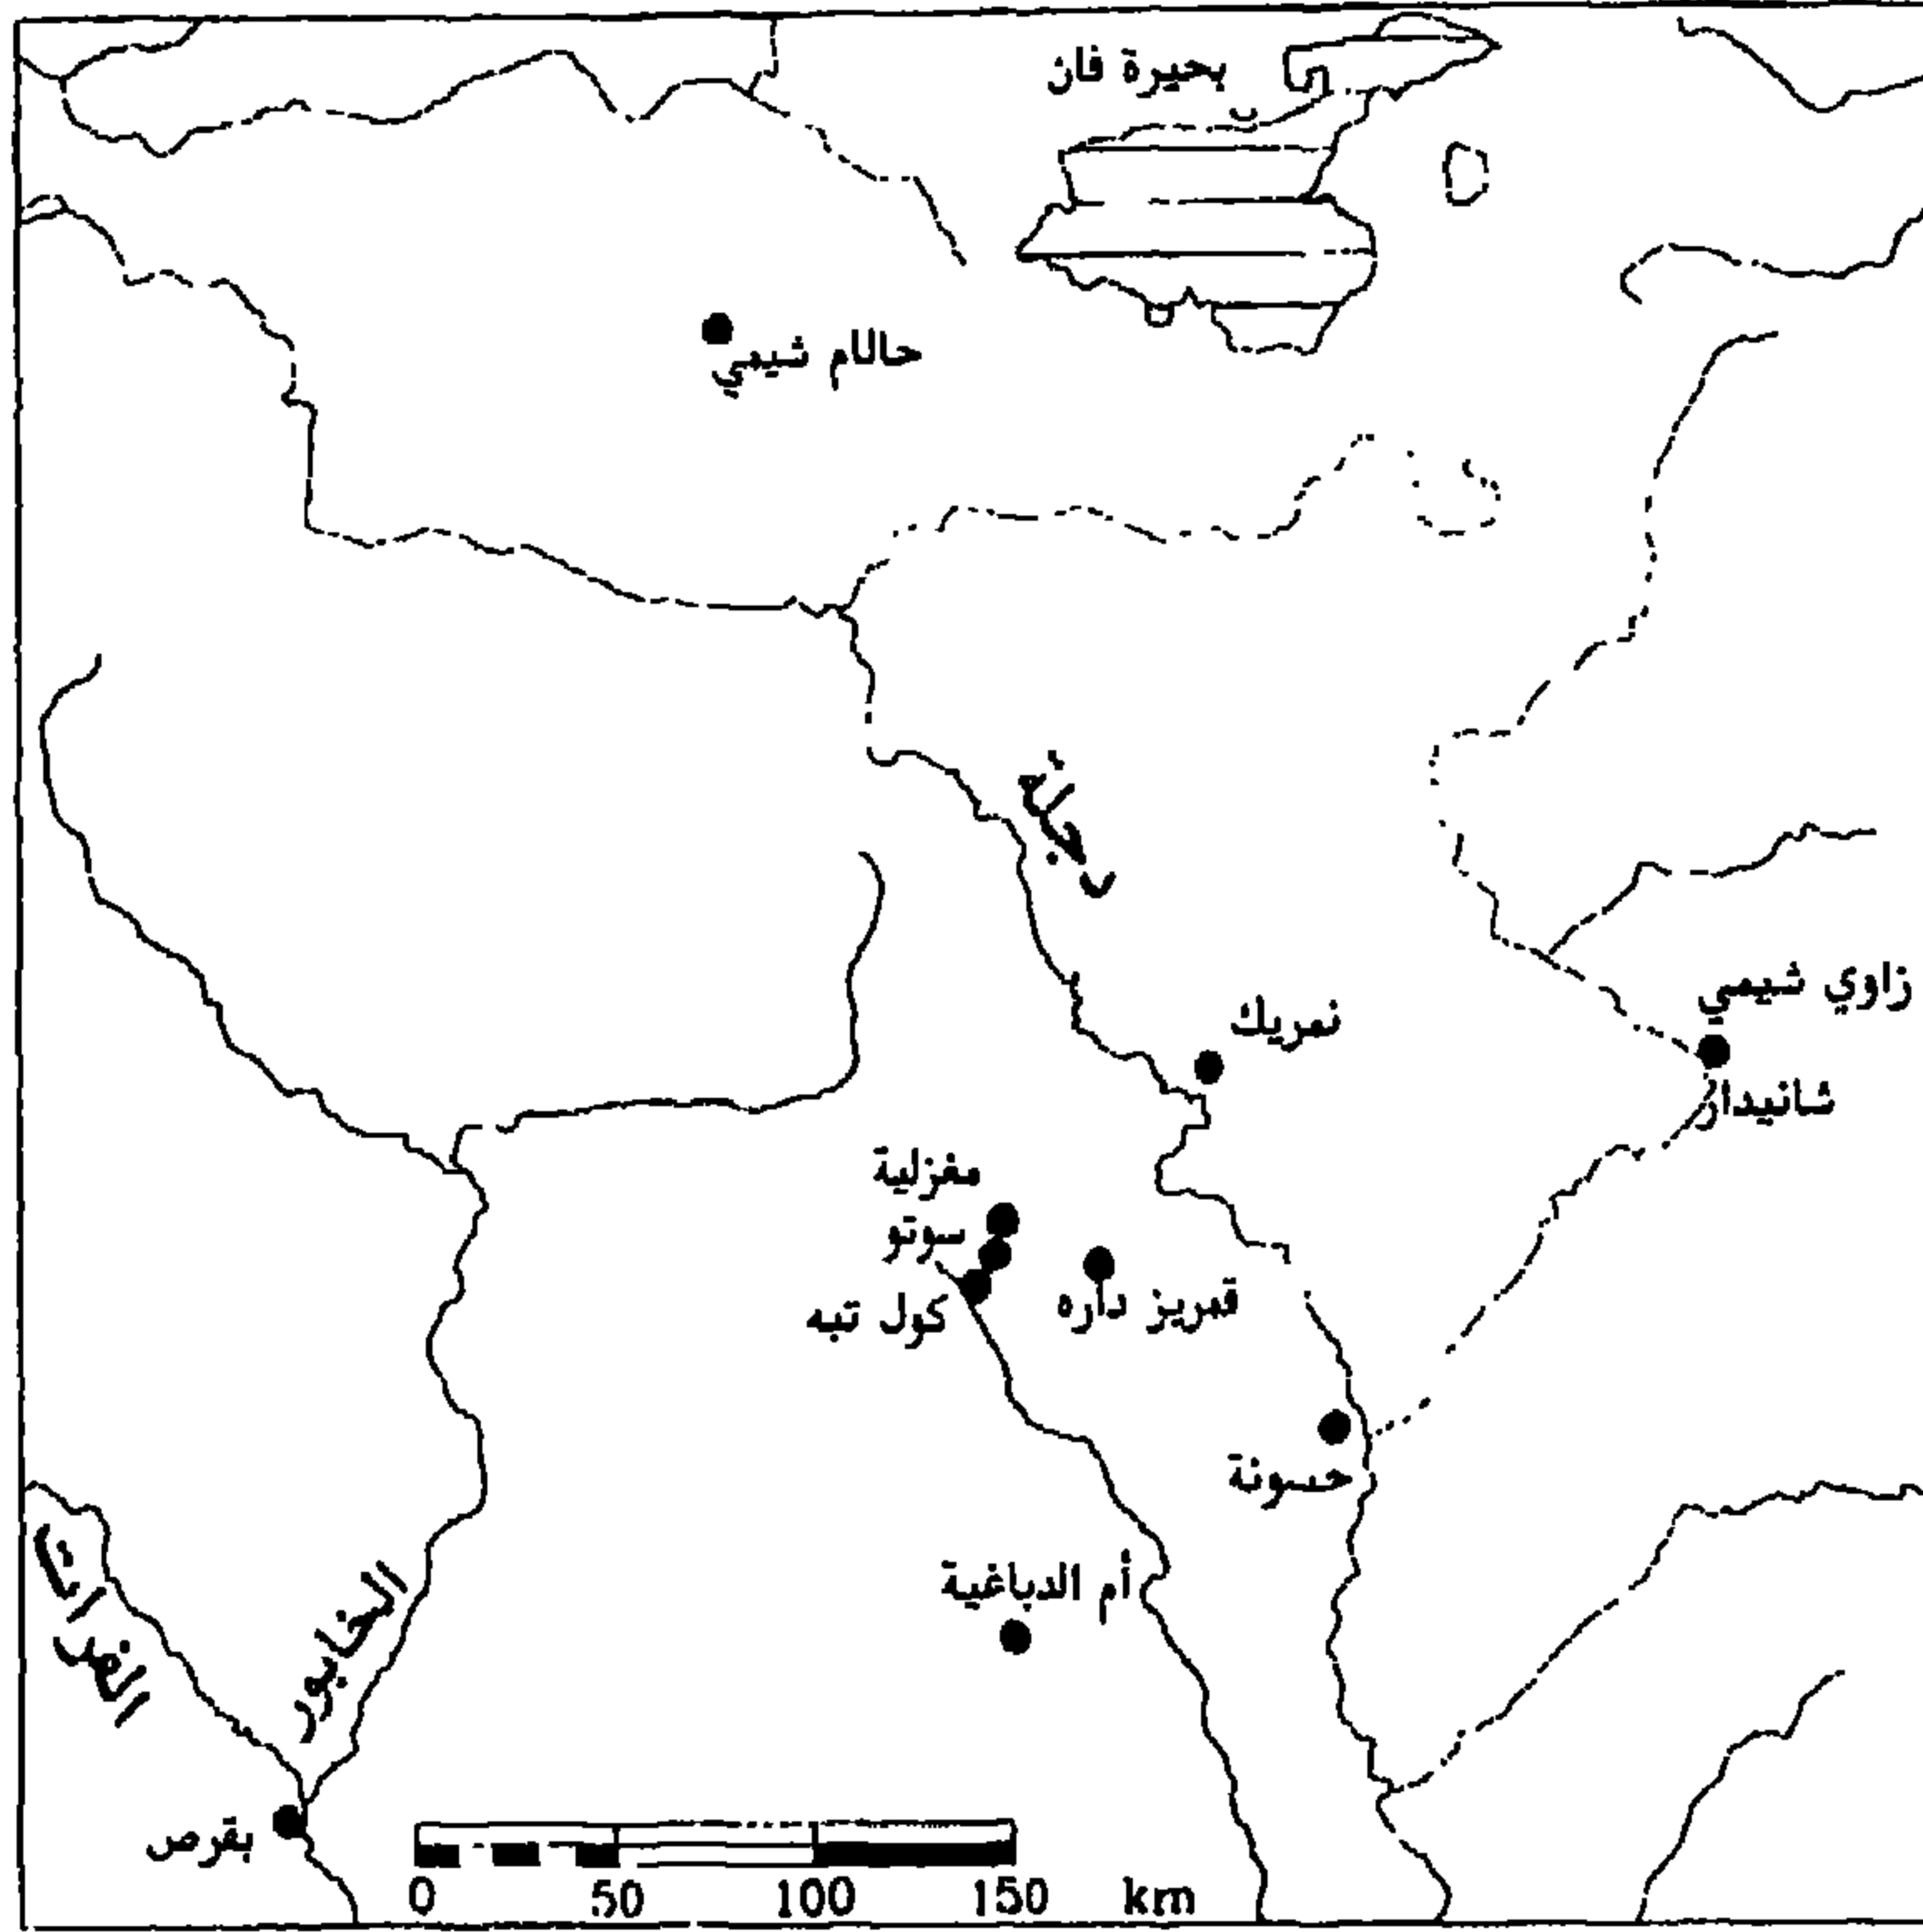 بحيرة فان
حالام شيمي
دجلة
زاوي شيمي
نمريك
شانيدار
مغزلية
سوتو
قيريز داره
كول تبه
حسونة
أم الدباغية
الفرات
الخابور
بقرص
0 50 100 150 km